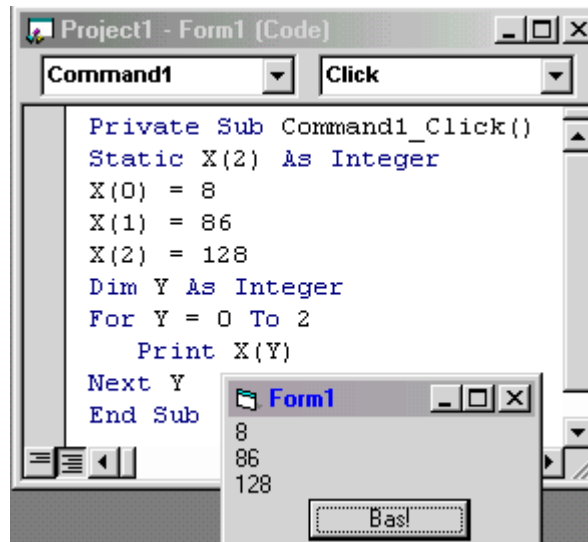 Project1 - Form1 (Code)
Command1 Click
Private Sub Command1_Click()
Static X(2) As Integer
X(0) = 8
X(1) = 86
X(2) = 128
Dim Y As Integer
For Y = 0 To 2
Print X(Y)
Next Y
End Sub
Form1
8
86
128
Bas!